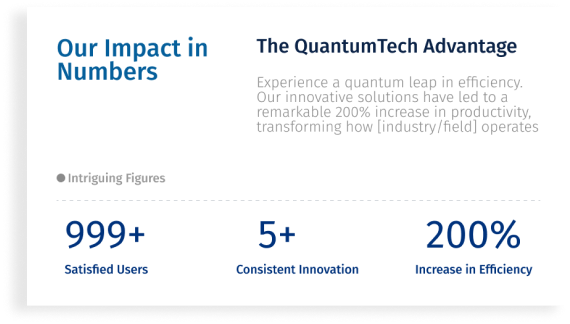 Our Impact in
Numbers
The QuantumTech Advantage
Experience a quantum leap in efficiency.
Our innovative solutions have led to a
remarkable 200% increase in productivity,
transforming how [industry/field] operates
Intriguing Figures
999+
5+
200%
Satisfied Users
Consistent Innovation
Increase in Efficiency